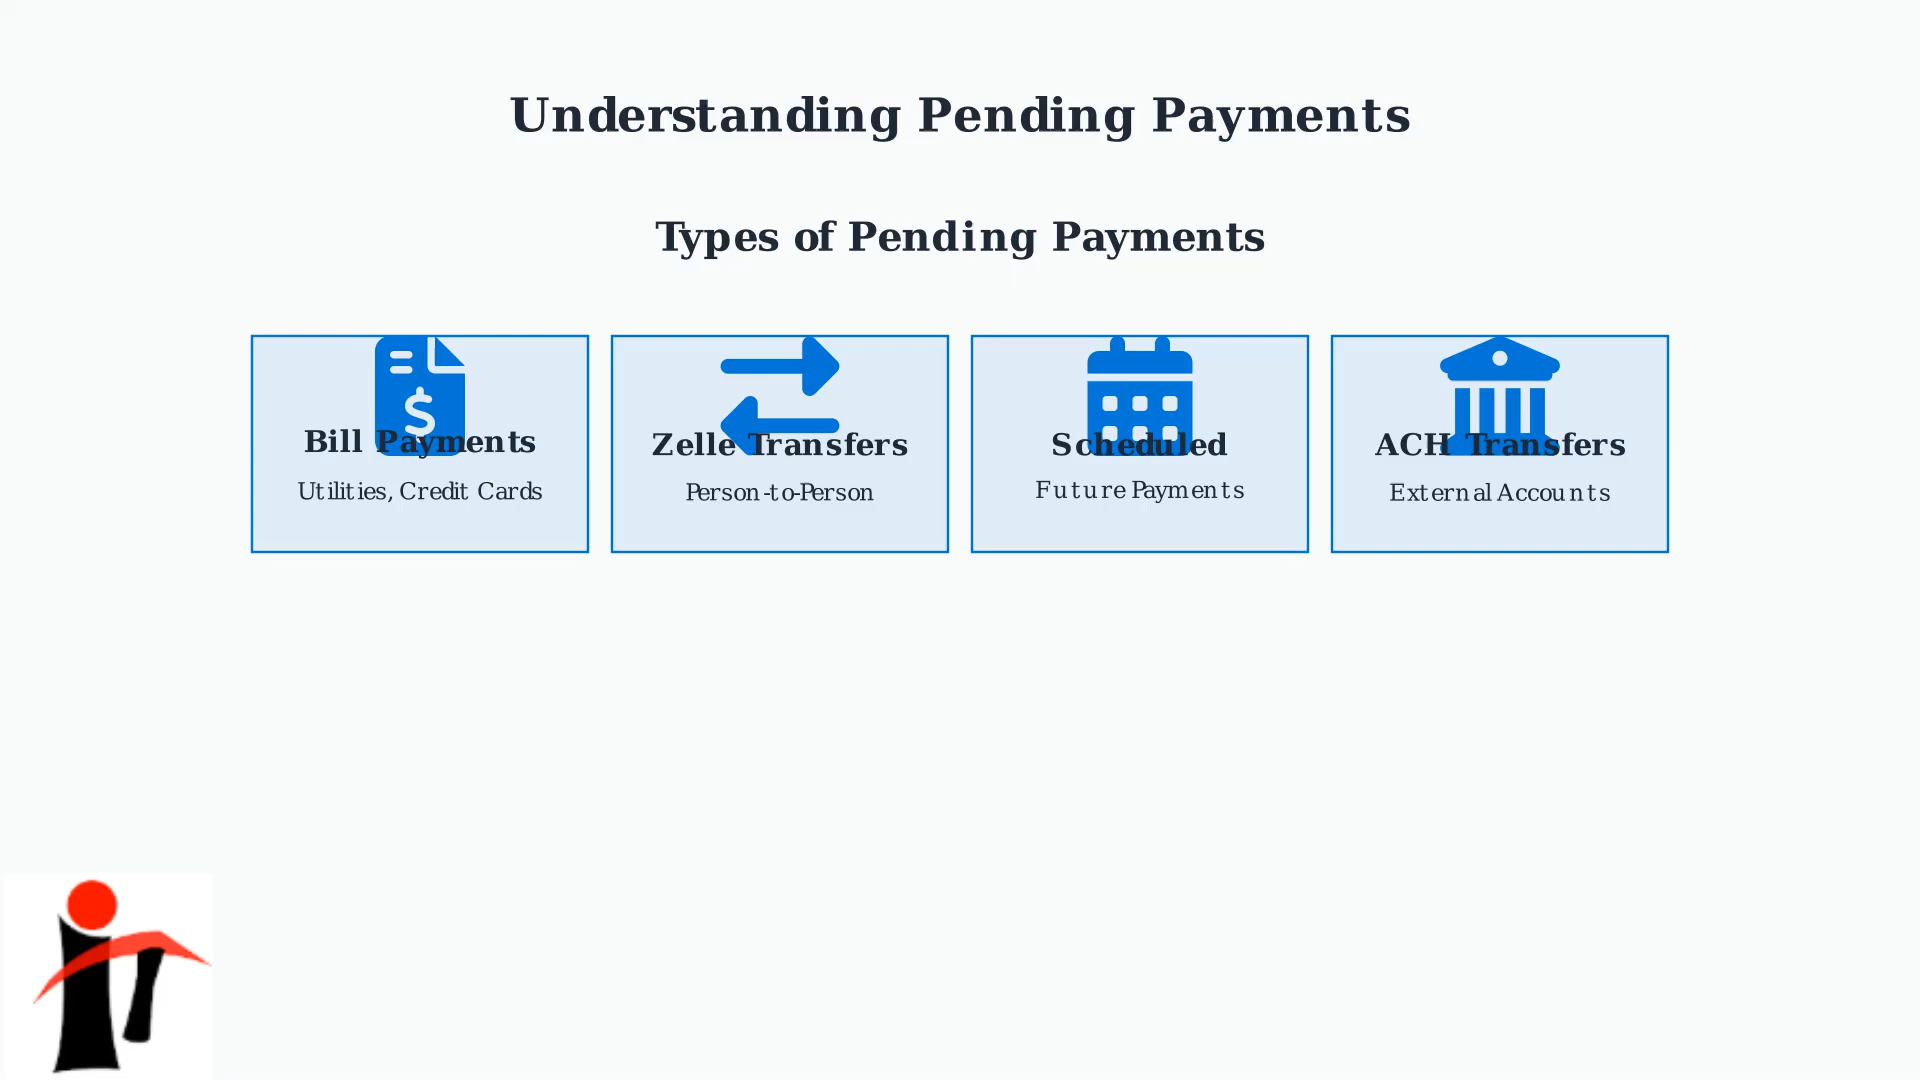 Understanding Pending Payments
Types of Pending Payments
Bill Payments
Utilities, Credit Cards
Zelle Transfers
Person-to-Person
Scheduled
Future Payments
ACH Transfers
External Accounts